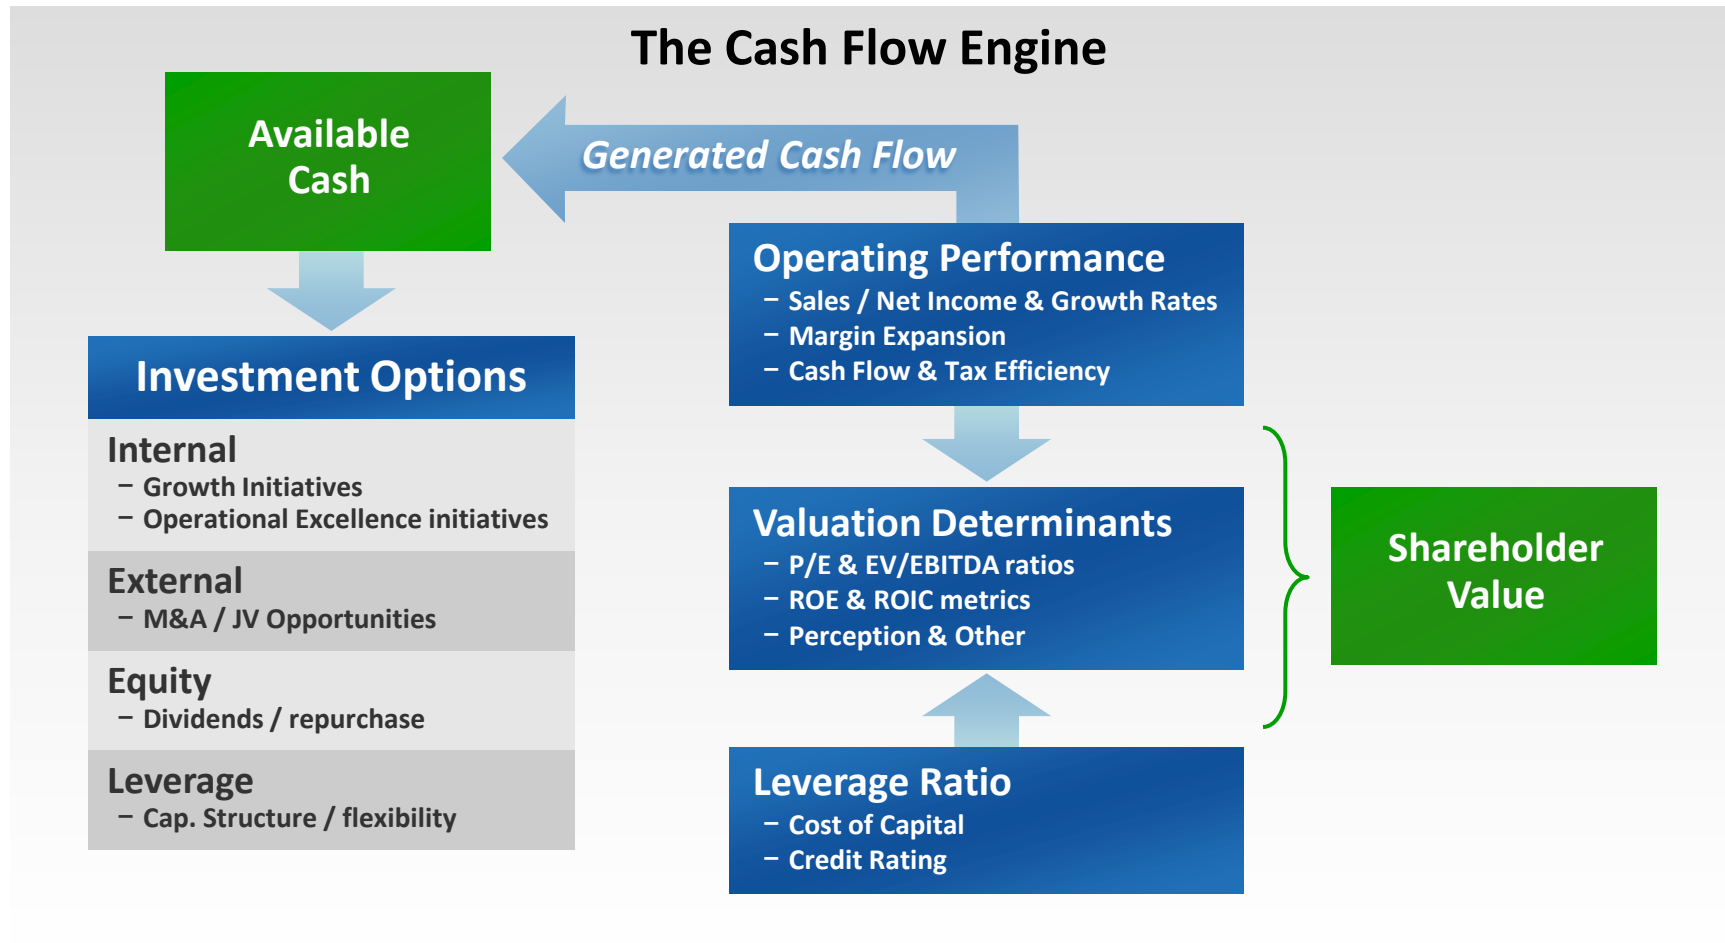 The Cash Flow Engine
Available
Cash
Generated Cash Flow
Investment Options
Internal
– Growth Initiatives
– Operational Excellence initiatives
External
– M&A / JV Opportunities
Equity
– Dividends / repurchase
Leverage
– Cap. Structure / flexibility
Operating Performance
– Sales / Net Income & Growth Rates
– Margin Expansion
– Cash Flow & Tax Efficiency
Valuation Determinants
– P/E & EV/EBITDA ratios
– ROE & ROIC metrics
– Perception & Other
Leverage Ratio
– Cost of Capital
– Credit Rating
Shareholder
Value